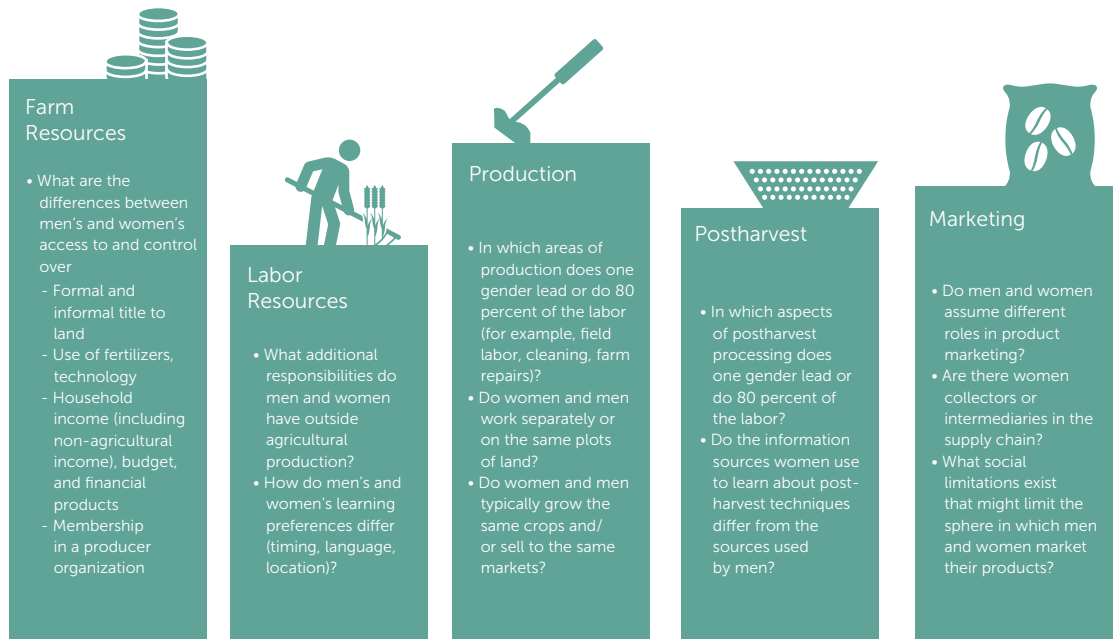 Farm
Resources
• What are the
differences between
men's and women's
access to and control
over
- Formal and
informal title to
land
- Use of fertilizers,
technology
- Household
income (including
non-agricultural
income), budget,
and financial
products
- Membership
in a producer
organization
Labor
Resources
• What additional
responsibilities do
men and women
have outside
agricultural
production?
• How do men's and
women's learning
preferences differ
(timing, language,
location)?
Production
• In which areas of
production does one
gender lead or do 80
percent of the labor
(for example, field
labor, cleaning, farm
repairs)?
• Do women and men
work separately or
on the same plots
of land?
• Do women and men
typically grow the
same crops and/
or sell to the same
markets?
Postharvest
• In which aspects
of postharvest
processing does
one gender lead or
do 80 percent of
the labor?
• Do the information
sources women use
to learn about post-
harvest techniques
differ from the
sources used
by men?
Marketing
• Do men and women
assume different
roles in product
marketing?
• Are there women
collectors or
intermediaries in the
supply chain?
• What social
limitations exist
that might limit the
sphere in which men
and women market
their products?